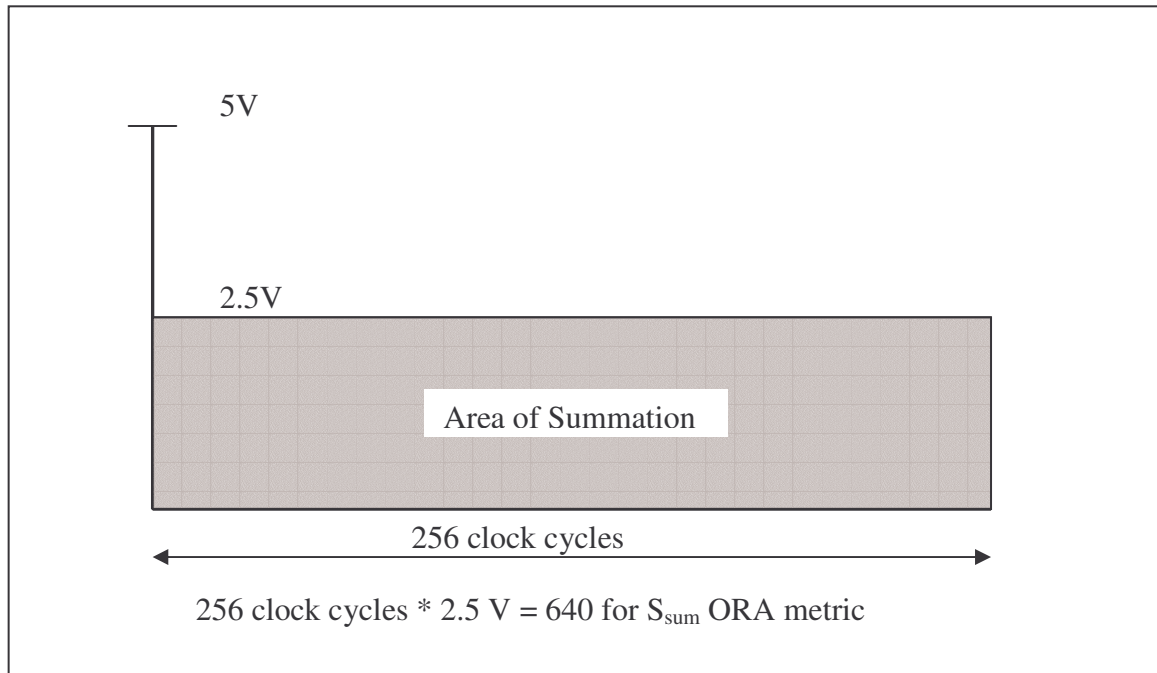 5V
2.5V
Area of Summation
256 clock cycles
256 clock cycles * 2.5 V = 640 for Ssum ORA metric